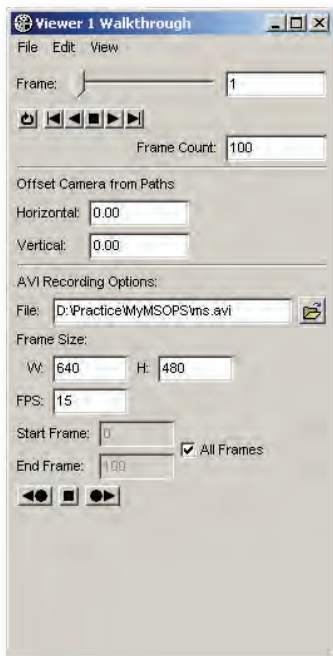 Viewer 1 Walkthrough
File Edit View
Frame: 1
Frame Count: 100
Offset Camera from Paths
Horizontal: 0.00
Vertical: 0.00
AVI Recording Options:
File: D:\Practice\MyMSOPS\ms.avi
Frame Size:
W: 640 H: 480
FPS: 15
Start Frame: 0
All Frames
End Frame: 100